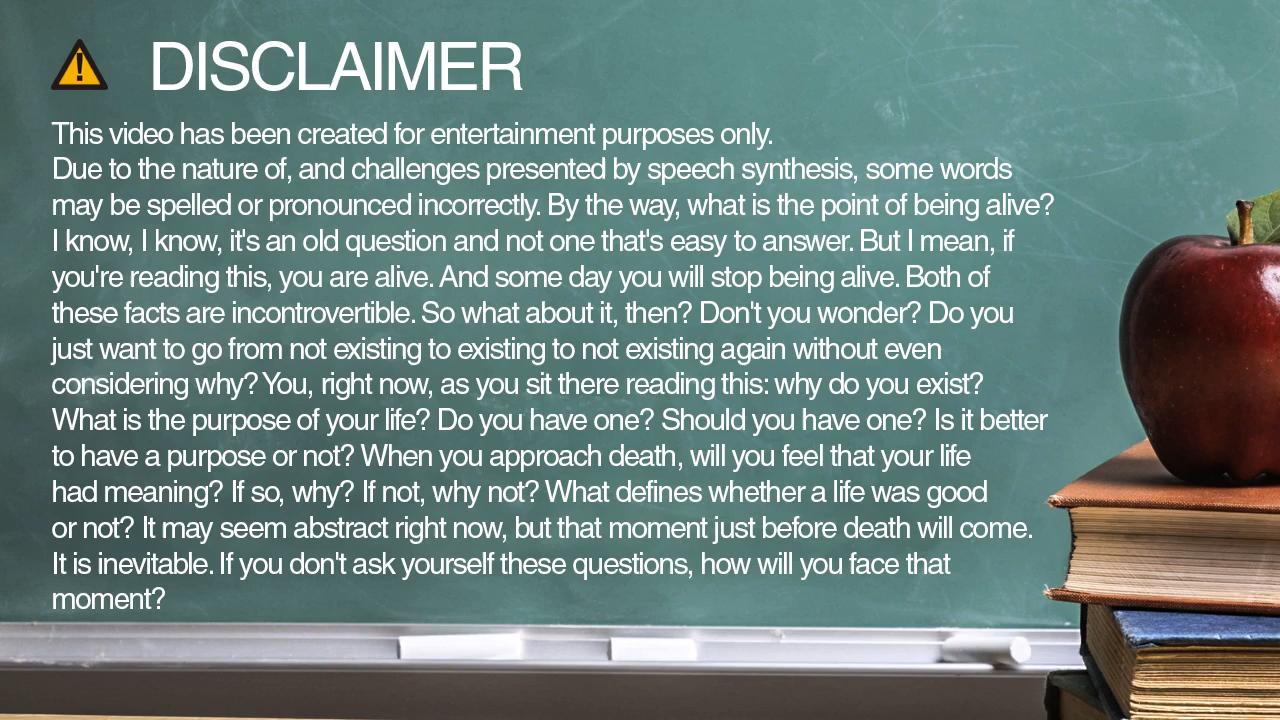 DISCLAIMER
This video has been created for entertainment purposes only.
Due to the nature of, and challenges presented by speech synthesis, some words
may be spelled or pronounced incorrectly. By the way, what is the point of being alive?
I know, I know, it's an old question and not one that's easy to answer. But I mean, if
you're reading this, you are alive. And some day you will stop being alive. Both of
these facts are incontrovertible. So what about it, then? Don't you wonder? Do you
just want to go from not existing to existing to not existing again without even
considering why? You, right now, as you sit there reading this: why do you exist?
What is the purpose of your life? Do you have one? Should you have one? Is it better
to have a purpose or not? When you approach death, will you feel that your life
had meaning? If so, why? If not, why not? What defines whether a life was good
or not? It may seem abstract right now, but that moment just before death will come.
It is inevitable. If you don't ask yourself these questions, how will you face that
moment?